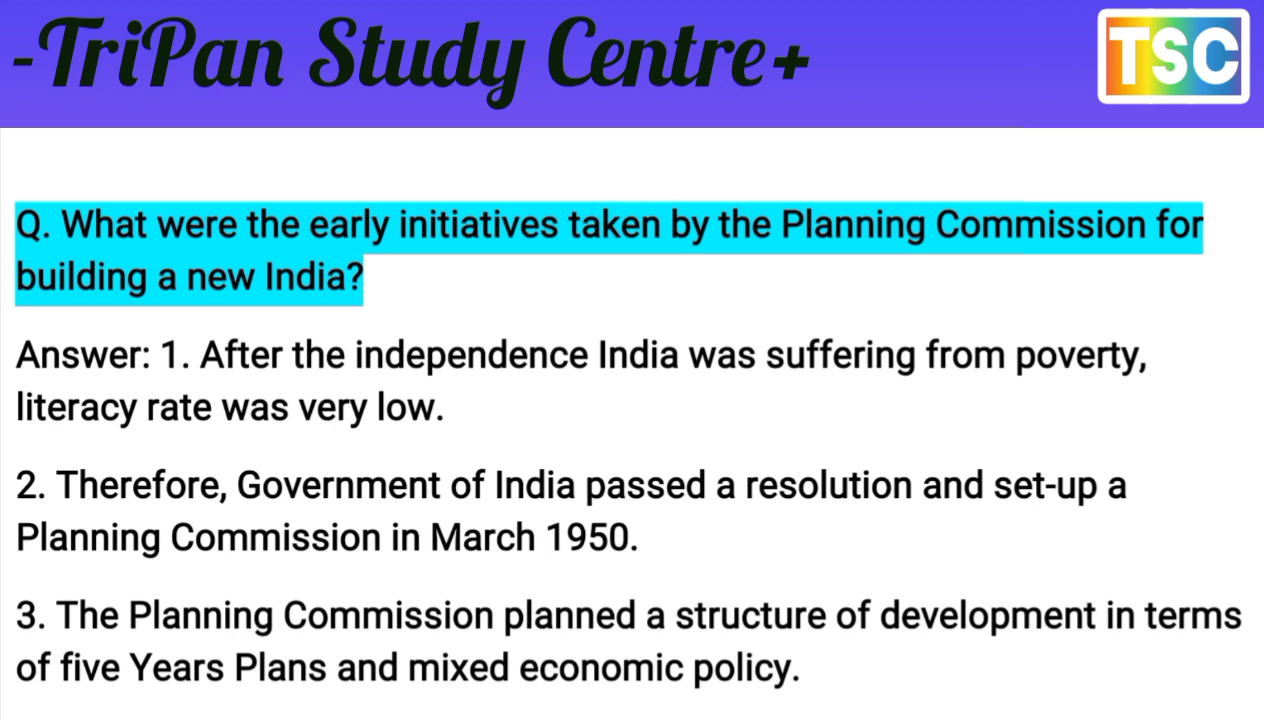 -TriPan Study Centre+
TSC
Q. What were the early initiatives taken by the Planning Commission for
building a new India?
Answer: 1. After the independence India was suffering from poverty,
literacy rate was very low.
2. Therefore, Government of India passed a resolution and set-up a
Planning Commission in March 1950.
3. The Planning Commission planned a structure of development in terms
of five Years Plans and mixed economic policy.